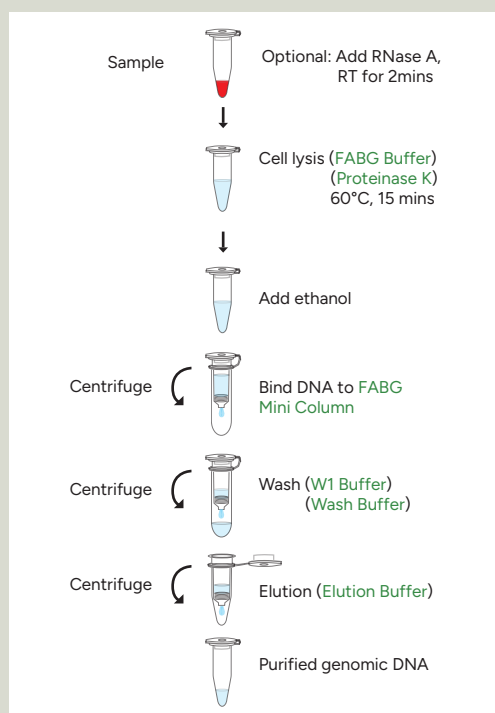 Sample
Optional: Add RNase A,
RT for 2mins
Cell lysis (FABG Buffer)
(Proteinase K)
60°C, 15 mins
Add ethanol
Centrifuge
Bind DNA to FABG
Mini Column
Centrifuge
Wash (W1 Buffer)
(Wash Buffer)
Centrifuge
Elution (Elution Buffer)
Purified genomic DNA